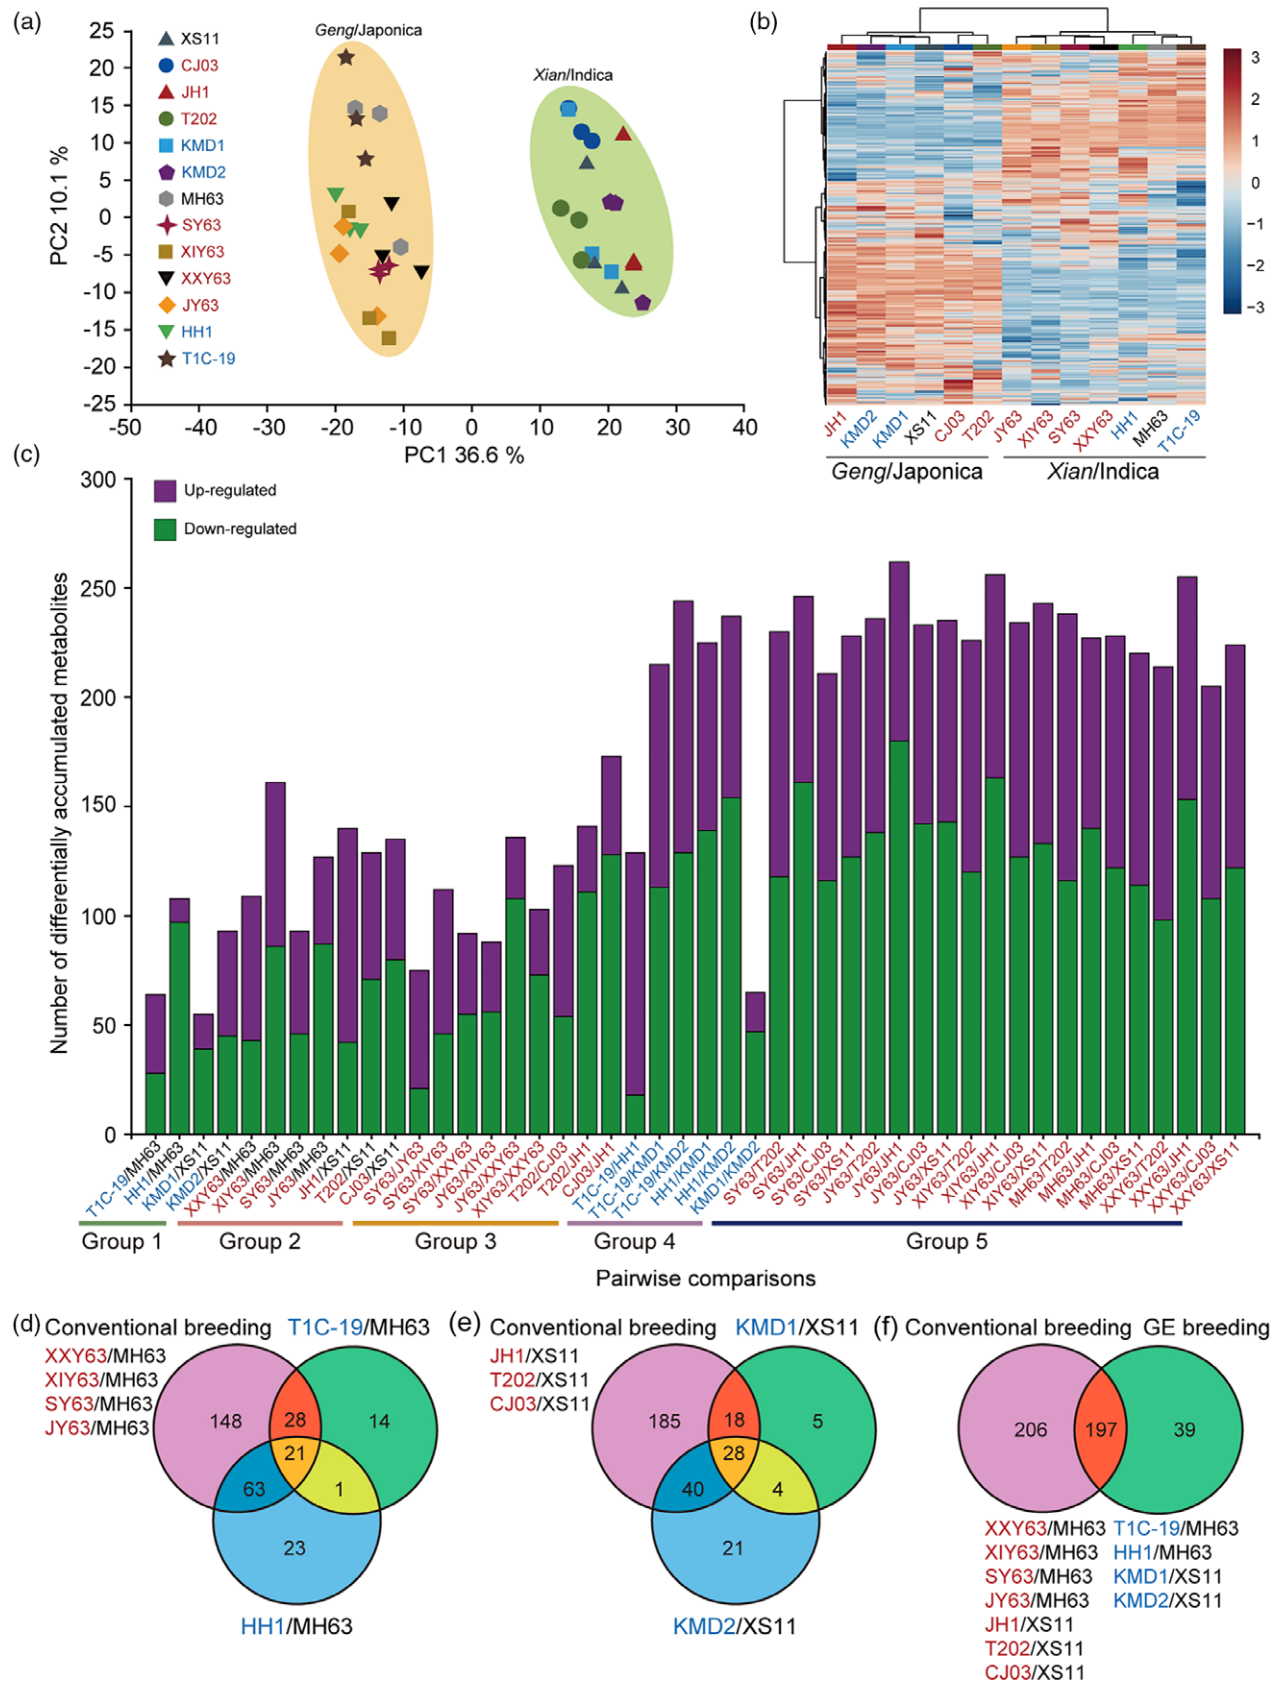 (a)
25
20
15
10
5
0
-5
-10
-15
-20
-25
PC2 10.1 %
-50
-40
-30
-20
-10
0
10
20
30
40
PC1 36.6 %
XS11
CJ03
JH1
T202
KMD1
KMD2
MH63
SY63
XIY63
XXY63
JY63
HH1
T1C-19
Geng/Japonica
Xian/Indica
(b)
3
2
1
0
−1
−2
−3
JH1
KMD2
KMD1
XS11
CJ03
T202
JY63
XIY63
SY63
XXY63
HH1
MH63
T1C-19
Geng/Japonica
Xian/Indica
(c)
300
250
200
150
100
50
0
Number of differentially accumulated metabolites
Up-regulated
Down-regulated
T1C-19/MH63
HH1/MH63
KMD1/XS11
KMD2/XS11
XXY63/MH63
XIY63/MH63
SY63/MH63
JY63/MH63
JH1/XS11
T202/XS11
CJ03/XS11
SY63/JY63
SY63/XIY63
SY63/XXY63
JY63/XIY63
JY63/XXY63
XIY63/XXY63
T202/CJ03
T202/JH1
CJ03/JH1
T1C-19/HH1
T1C-19/KMD1
T1C-19/KMD2
HH1/KMD1
HH1/KMD2
KMD1/KMD2
SY63/T202
SY63/JH1
SY63/CJ03
SY63/XS11
JY63/T202
JY63/JH1
JY63/CJ03
JY63/XS11
XIY63/T202
XIY63/JH1
XIY63/CJ03
XIY63/XS11
MH63/T202
MH63/JH1
MH63/CJ03
MH63/XS11
XXY63/T202
XXY63/JH1
XXY63/CJ03
XXY63/XS11
Group 1
Group 2
Group 3
Group 4
Group 5
Pairwise comparisons
(d)
Conventional breeding
T1C-19/MH63
XXY63/MH63
XIY63/MH63
SY63/MH63
JY63/MH63
148
28
14
21
63
1
23
HH1/MH63
(e)
Conventional breeding
KMD1/XS11
JH1/XS11
T202/XS11
CJ03/XS11
185
18
5
28
40
4
21
KMD2/XS11
(f)
Conventional breeding
GE breeding
206
197
39
XXY63/MH63
XIY63/MH63
SY63/MH63
JY63/MH63
JH1/XS11
T202/XS11
CJ03/XS11
T1C-19/MH63
HH1/MH63
KMD1/XS11
KMD2/XS11